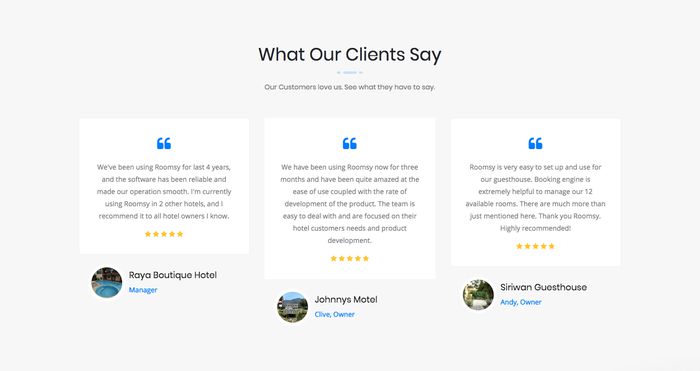 What Our Clients Say
Our Customers love us. See what they have to say.
We've been using Roomsy for last 4 years,
and the software has been reliable and
made our operation smooth. I'm currently
using Roomsy in 2 other hotels, and I
recommend it to all hotel owners I know.
Raya Boutique Hotel
Manager
We have been using Roomsy now for three
months and have been quite amazed at the
ease of use coupled with the rate of
development of the product. The team is
easy to deal with and are focused on their
hotel customers needs and product
development.
Johnnys Motel
Clive, Owner
Roomsy is very easy to set up and use for
our guesthouse. Booking engine is
extremely helpful to manage our 12
available rooms. There are much more than
just mentioned here. Thank you Roomsy.
Highly recommended!
Siriwan Guesthouse
Andy, Owner